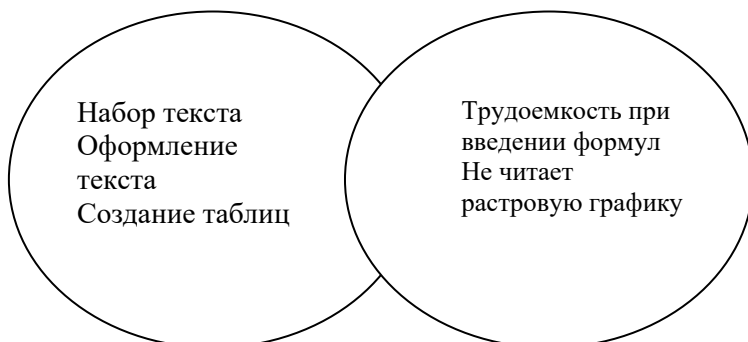 Набор текста
Оформление
текста
Создание таблиц
Трудоемкость при
введении формул
Не читает
растровую графику